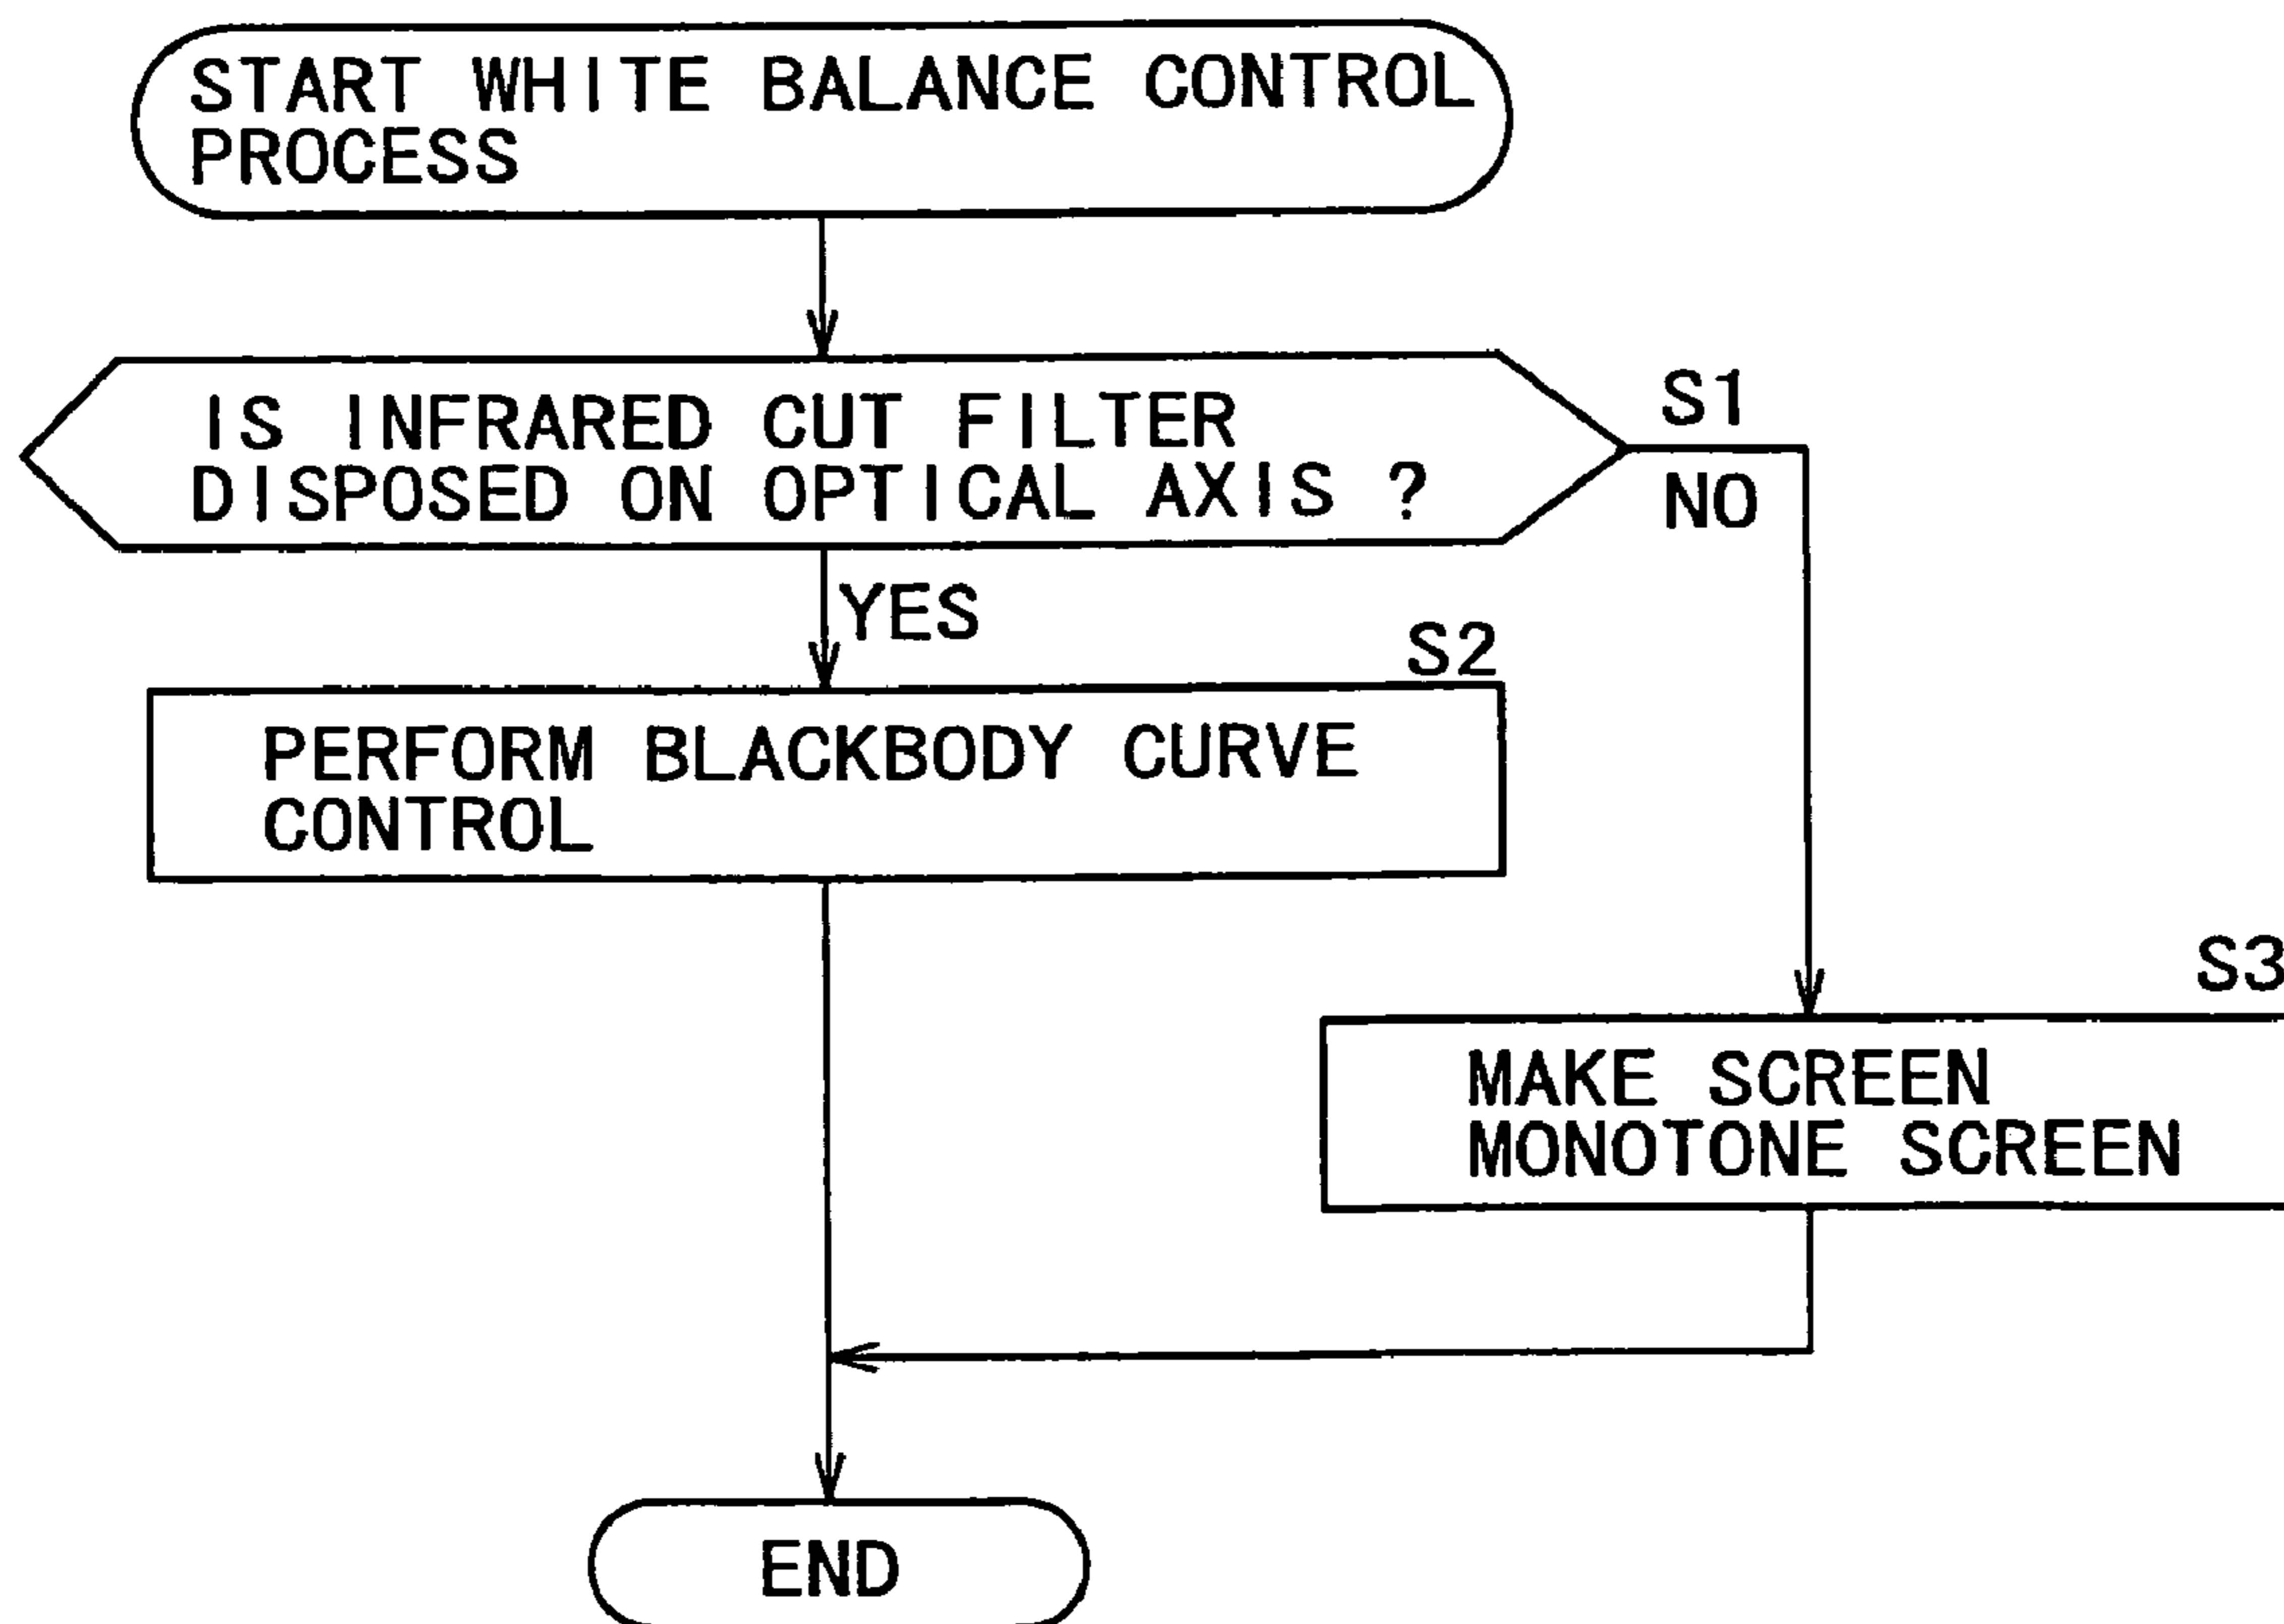 START WHITE BALANCE CONTROL
PROCESS
IS INFRARED CUT FILTER
DISPOSED ON OPTICAL AXIS ?
S1
NO
YES
S2
PERFORM BLACKBODY CURVE
CONTROL
S3
MAKE SCREEN
MONOTONE SCREEN
END